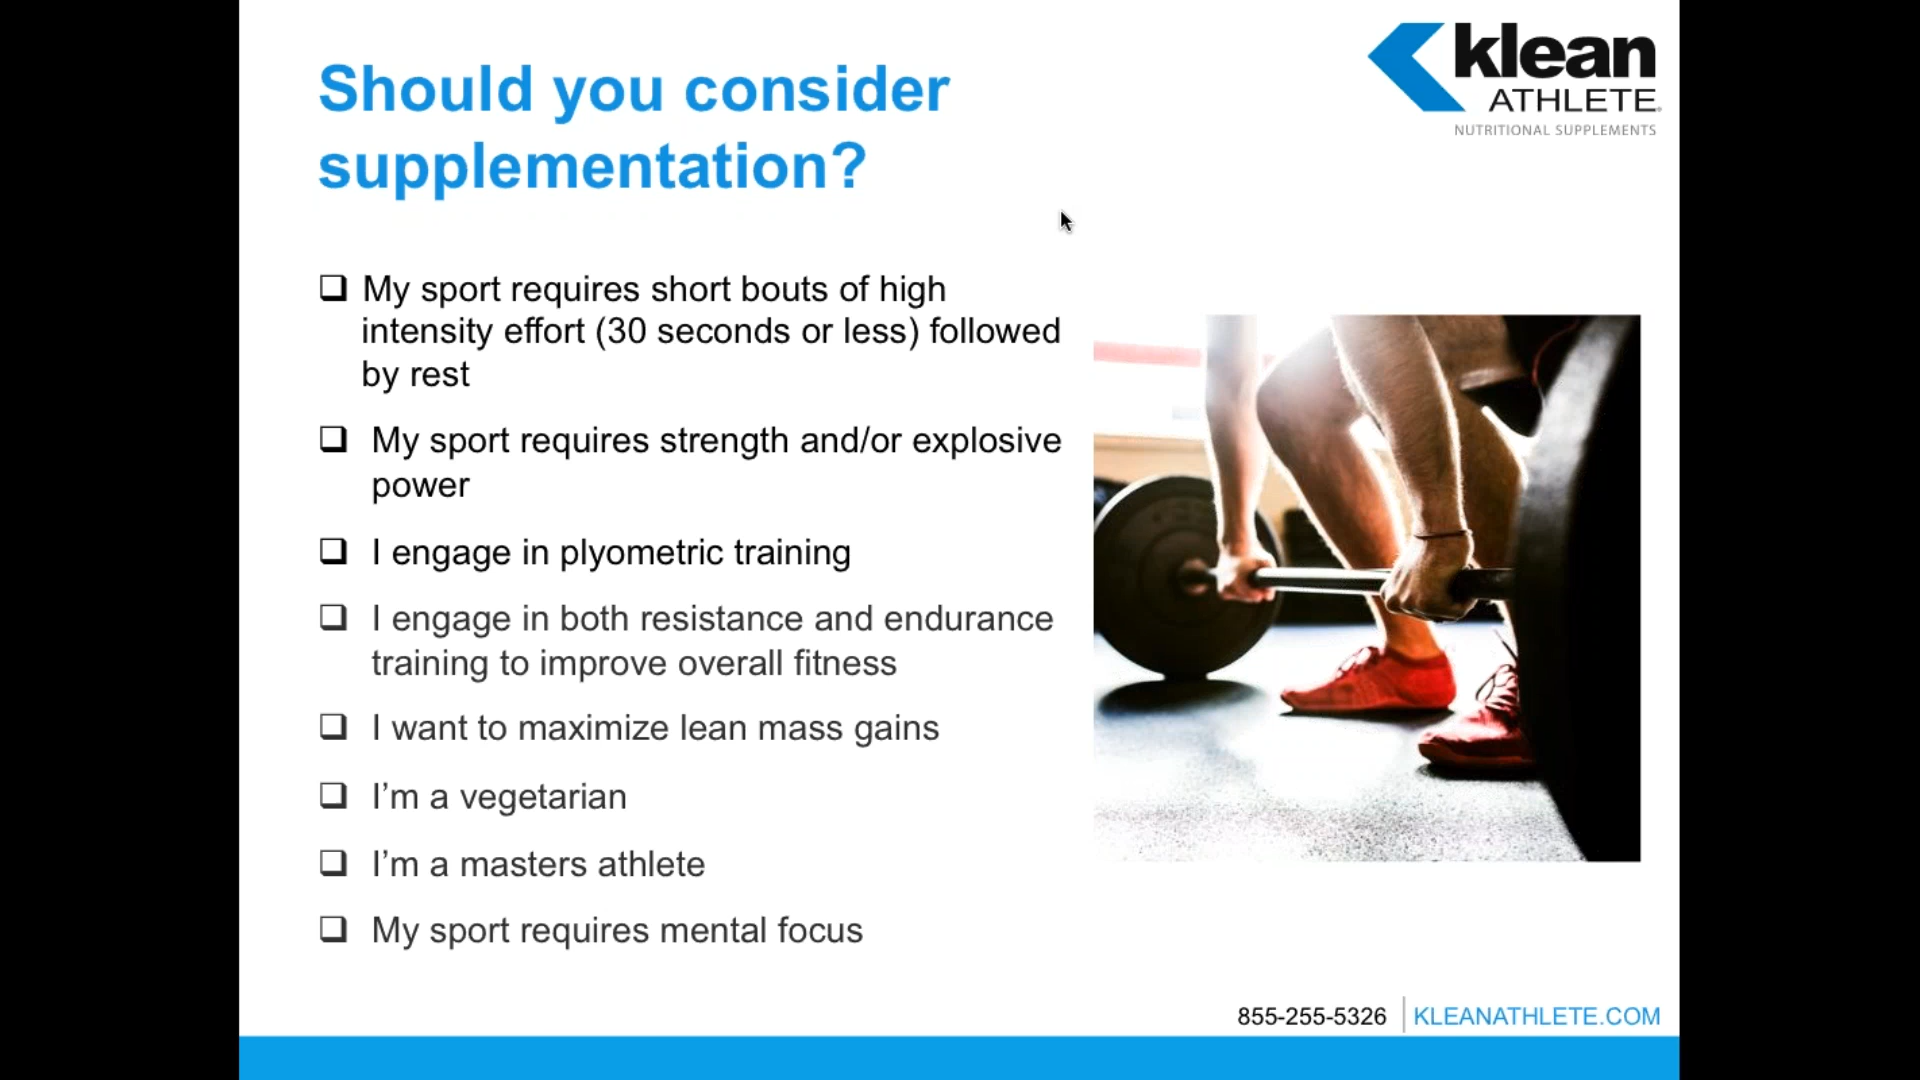 Should you consider
supplementation?
klean
ATHLETE
NUTRITIONAL SUPPLEMENTS
❑ My sport requires short bouts of high
intensity effort (30 seconds or less) followed
by rest
❑ My sport requires strength and/or explosive
power
❑ I engage in plyometric training
❑ I engage in both resistance and endurance
training to improve overall fitness
❑ I want to maximize lean mass gains
❑ I’m a vegetarian
❑ I’m a masters athlete
❑ My sport requires mental focus
855-255-5326 | KLEANATHLETE.COM